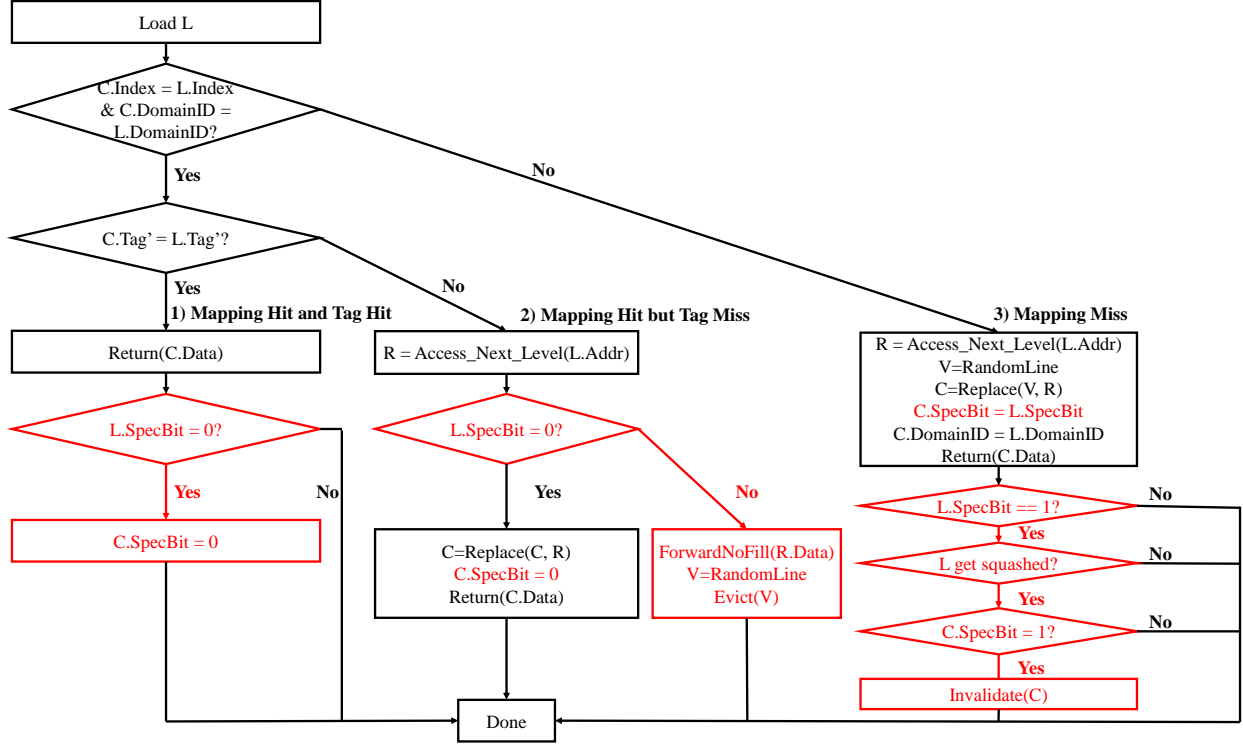 Load L
C.Index = L.Index
& C.DomainID =
L.DomainID?
Yes
No
C.Tag’ = L.Tag’?
Yes
No
1) Mapping Hit and Tag Hit
2) Mapping Hit but Tag Miss
3) Mapping Miss
Return(C.Data)
L.SpecBit = 0?
Yes
No
C.SpecBit = 0
R = Access_Next_Level(L.Addr)
L.SpecBit = 0?
Yes
No
C=Replace(C, R)
C.SpecBit = 0
Return(C.Data)
ForwardNoFill(R.Data)
V=RandomLine
Evict(V)
R = Access_Next_Level(L.Addr)
V=RandomLine
C=Replace(V, R)
C.SpecBit = L.SpecBit
C.DomainID = L.DomainID
Return(C.Data)
L.SpecBit == 1?
No
Yes
L get squashed?
No
Yes
C.SpecBit = 1?
No
Yes
Invalidate(C)
Done